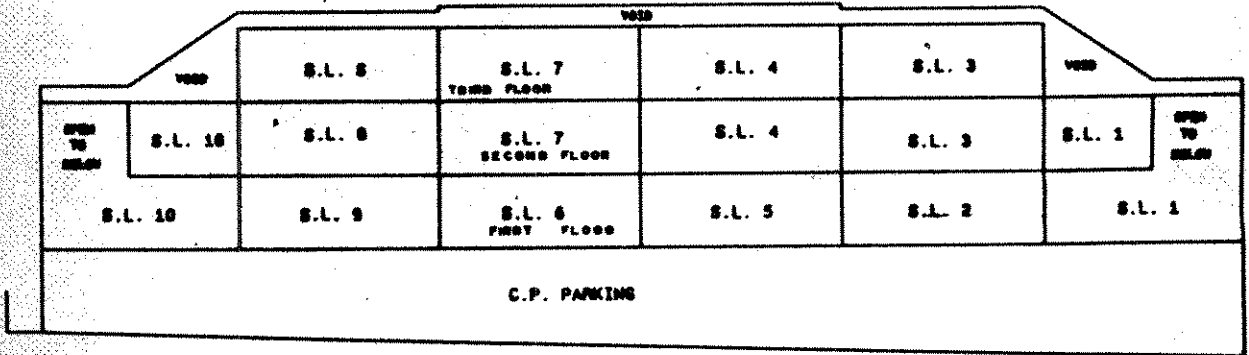 VOID
VOID
S.L. 8
S.L. 7
THIRD FLOOR
S.L. 4
S.L. 3
VOID
OPEN
TO
BELOW
S.L. 10
S.L. 8
S.L. 7
SECOND FLOOR
S.L. 4
S.L. 3
S.L. 1
OPEN
TO
BELOW
S.L. 10
S.L. 9
S.L. 6
FIRST FLOOR
S.L. 5
S.L. 2
S.L. 1
C.P. PARKING